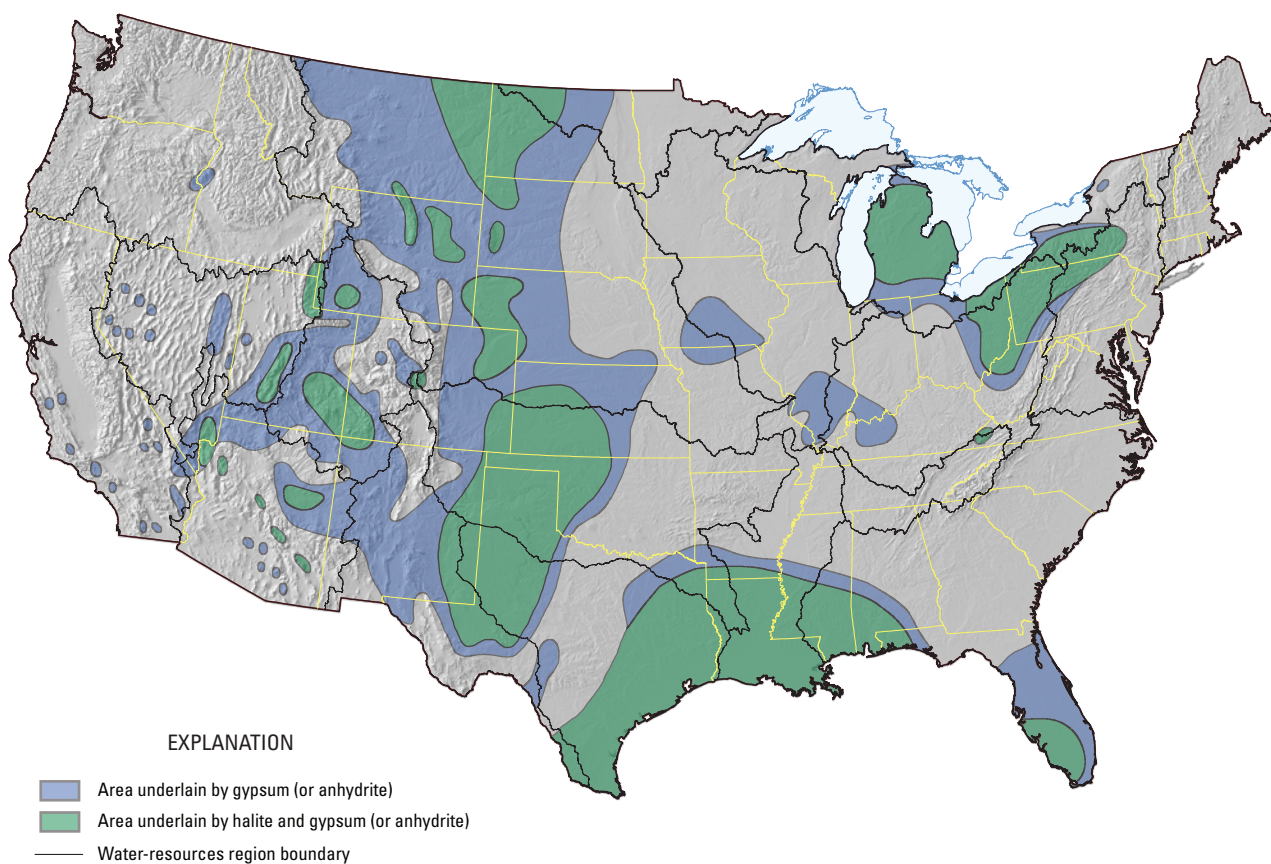 EXPLANATION
Area underlain by gypsum (or anhydrite)
Area underlain by halite and gypsum (or anhydrite)
Water-resources region boundary